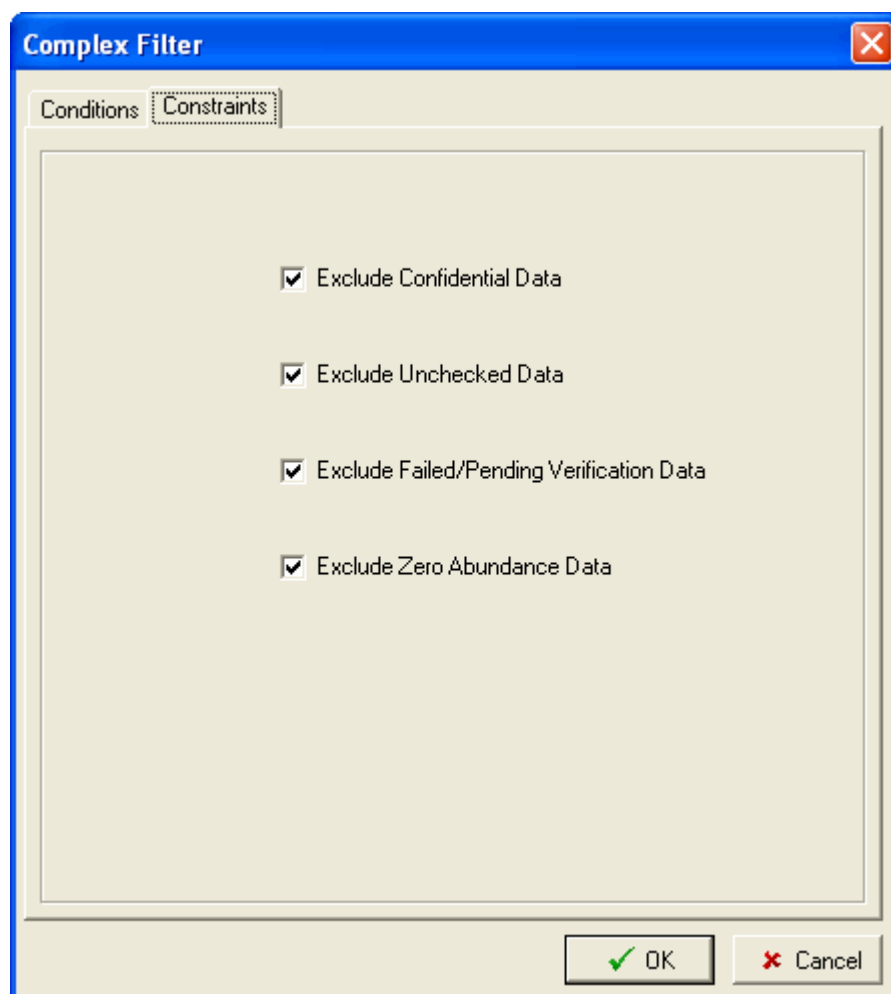 Complex Filter
Conditions Constraints
Exclude Confidential Data
Exclude Unchecked Data
Exclude Failed/Pending Verification Data
Exclude Zero Abundance Data
OK Cancel